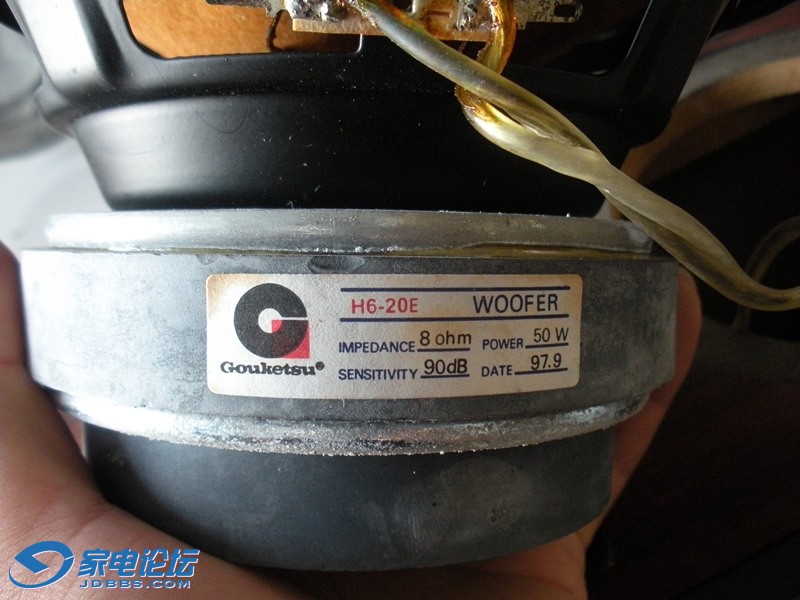 H6-20E WOOFER
IMPEDANCE 8 ohm POWER 50 W
SENSITIVITY 90dB DATE 97.9
Gouketsu®
家电论坛
JDBBS.COM